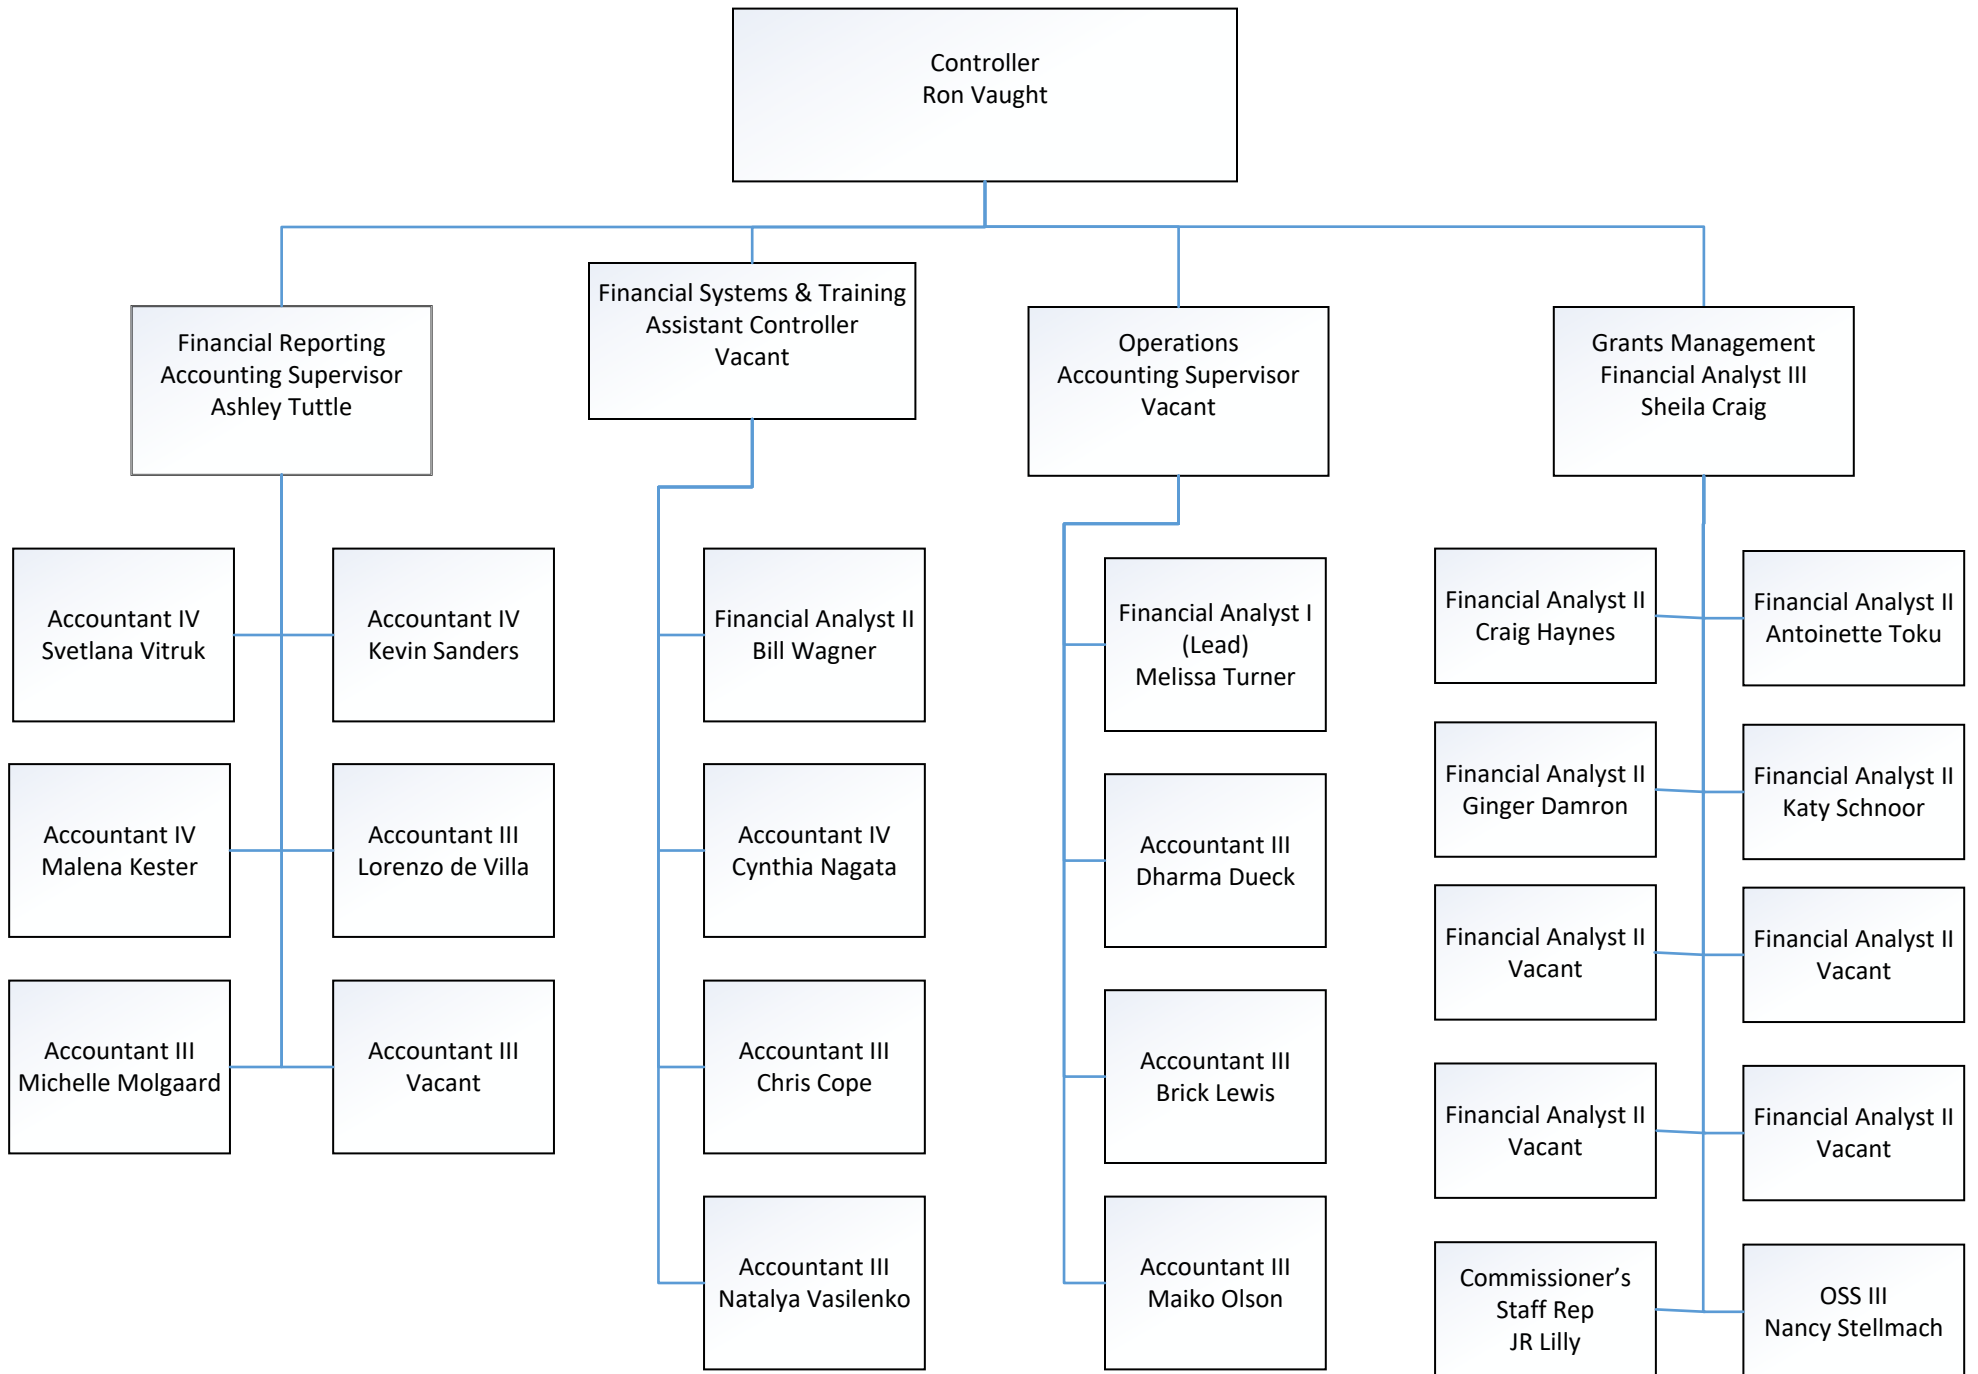 Controller
Ron Vaught
Financial Systems & Training
Assistant Controller
Vacant
Financial Reporting
Accounting Supervisor
Ashley Tuttle
Operations
Accounting Supervisor
Vacant
Grants Management
Financial Analyst III
Sheila Craig
Accountant IV
Svetlana Vitruk
Accountant IV
Kevin Sanders
Financial Analyst II
Bill Wagner
Financial Analyst I
(Lead)
Melissa Turner
Financial Analyst II
Craig Haynes
Financial Analyst II
Antoinette Toku
Accountant IV
Malena Kester
Accountant III
Lorenzo de Villa
Accountant IV
Cynthia Nagata
Accountant III
Dharma Dueck
Financial Analyst II
Ginger Damron
Financial Analyst II
Katy Schnoor
Financial Analyst II
Vacant
Financial Analyst II
Vacant
Accountant III
Michelle Molgaard
Accountant III
Vacant
Accountant III
Chris Cope
Accountant III
Brick Lewis
Financial Analyst II
Vacant
Financial Analyst II
Vacant
Accountant III
Natalya Vasilenko
Accountant III
Maiko Olson
Commissioner’s
Staff Rep
JR Lilly
OSS III
Nancy Stellmach